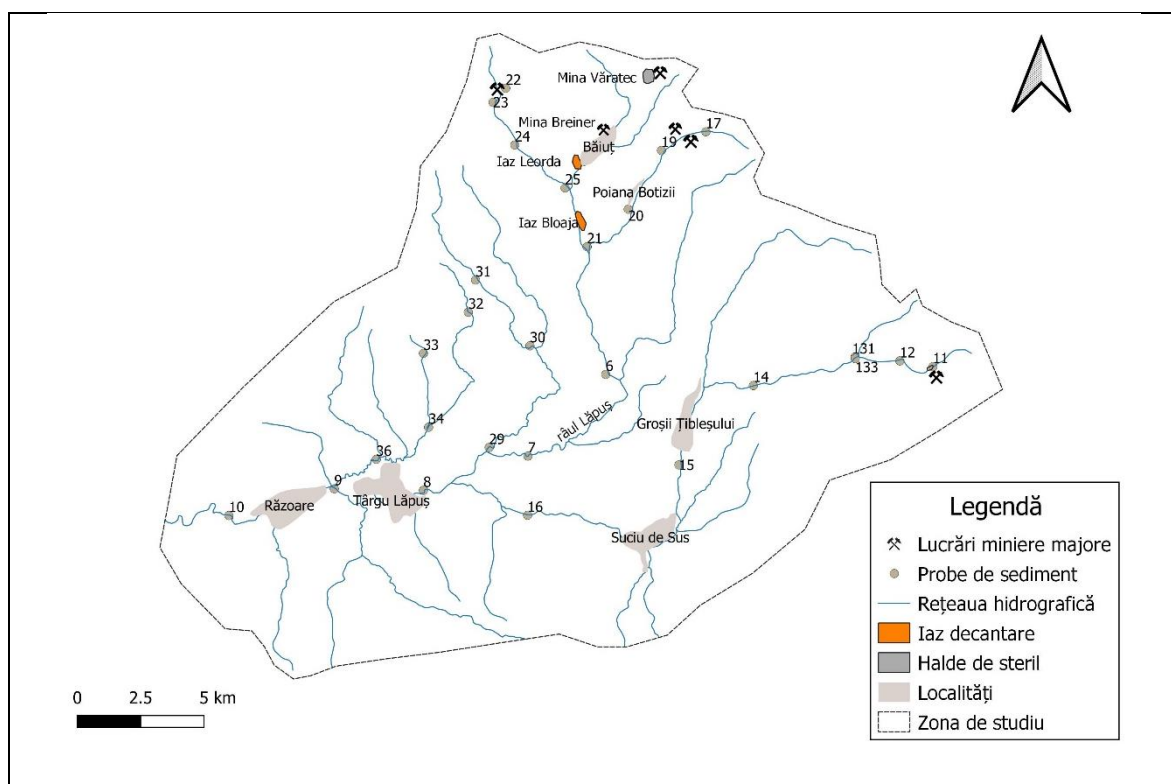 22
Mina Văratec
23
Mina Breiner
17
24
Băiuț
19
Iaz Leorda
25
Poiana Botizii
20
Iaz Bloaja
21
31
32
30
33
131
12
11
133
6
14
râul Lăpuș
Groșii Țibleșului
34
29
7
36
15
9
8
Târgu Lăpuș
10
Răzoare
16
Suciu de Sus
Legendă
Lucrări miniere majore
Probe de sediment
Rețeaua hidrografică
Iaz decantare
Halde de steril
Localități
Zona de studiu
0 2.5 5 km